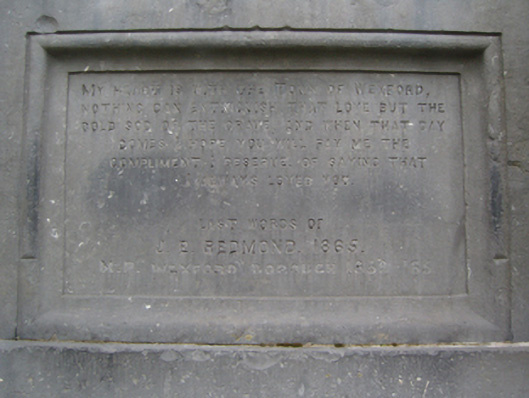 MY HEART IS WITH THE TOWN OF WEXFORD,
NOTHING CAN EXTINGUISH THAT LOVE BUT THE
COLD SOD OF THE GRAVE, AND WHEN THAT DAY
COMES I HOPE YOU WILL PAY ME THE
COMPLIMENT I DESERVE, OF SAYING THAT
I ALWAYS LOVED YOU
LAST WORDS OF
J. E. REDMOND, 1865.
M.P. WEXFORD BOROUGH